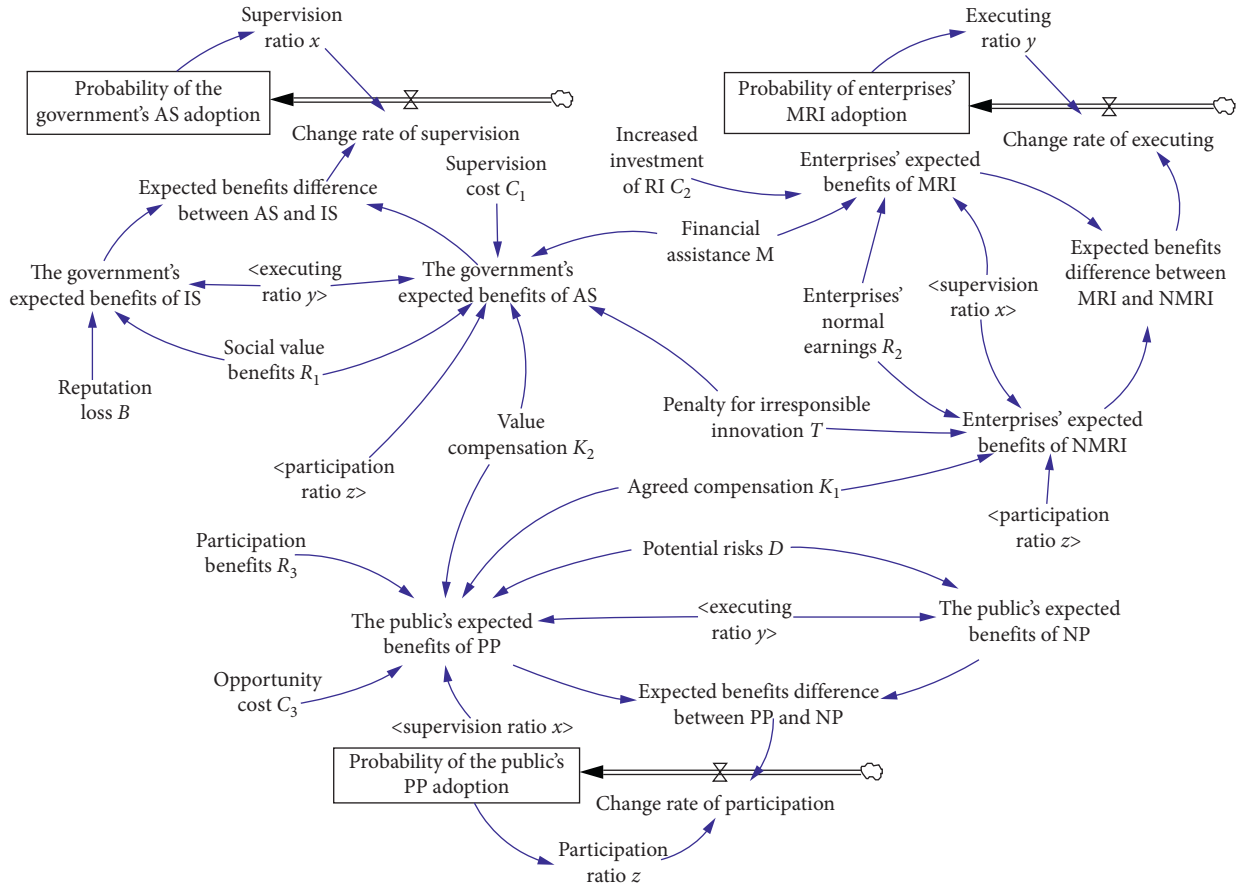 Supervision
ratio x
Executing
ratio y
Probability of the
government's AS adoption
Probability of enterprises'
MRI adoption
Change rate of supervision
Change rate of executing
Increased
investment
of RI C2
Enterprises' expected
benefits of MRI
Supervision
cost C1
Expected benefits difference
between AS and IS
Financial
assistance M
Expected benefits
difference between
MRI and NMRI
The government's
expected benefits of IS
<executing
ratio y>
The government's
expected benefits of AS
Enterprises'
normal
earnings R2
<supervision
ratio x>
Social value
benefits R1
Reputation
loss B
Value
compensation K2
Penalty for irresponsible
innovation T
Enterprises' expected
benefits of NMRI
<participation
ratio z>
Agreed compensation K1
<participation
ratio z>
Participation
benefits R3
Potential risks D
The public's expected
benefits of PP
<executing
ratio y>
The public's expected
benefits of NP
Opportunity
cost C3
Expected benefits difference
between PP and NP
<supervision ratio x>
Probability of the public's
PP adoption
Change rate of participation
Participation
ratio z